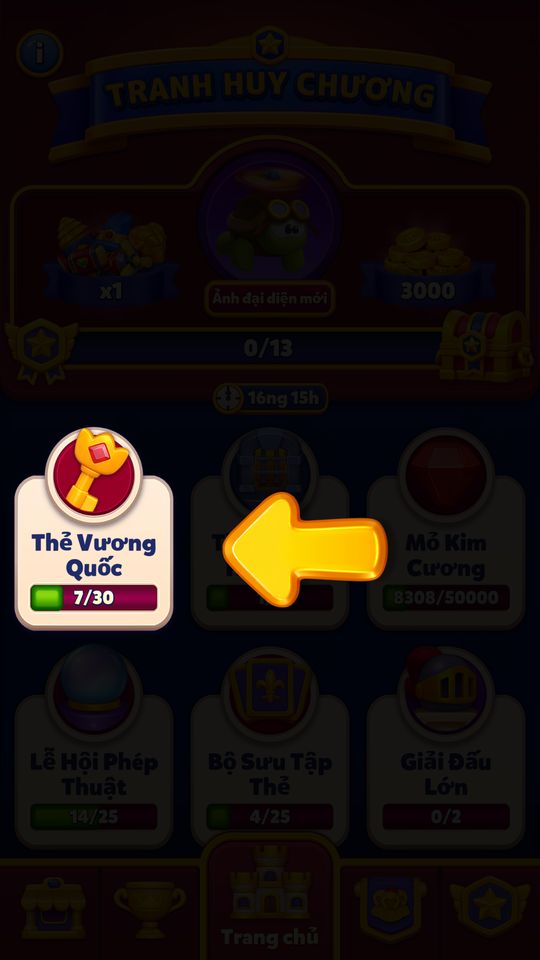 TRANH HUY CHƯƠNG
x1
Ảnh đại diện mới
3000
0/13
16ng 15h
Thẻ Vương
Quốc
7/30
Mỏ Kim
Cương
8308/50000
Lễ Hội Phép
Thuật
14/25
Bộ Sưu Tập
Thẻ
4/25
Giải Đấu
Lớn
0/2
Trang chủ